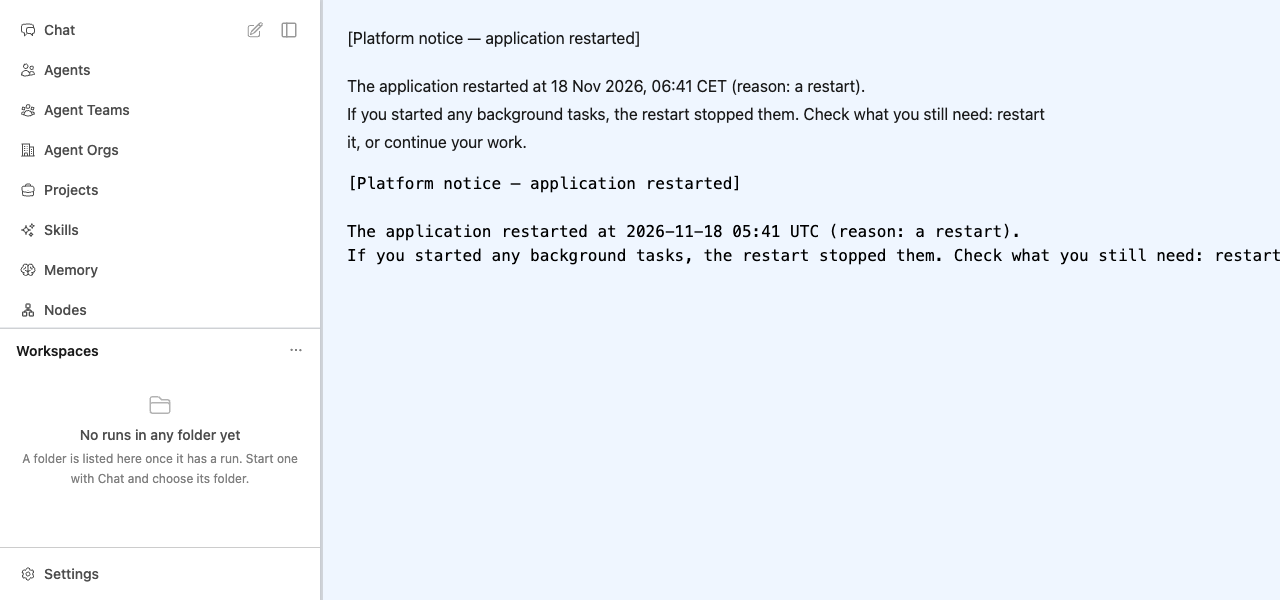 Chat
Agents
Agent Teams
Agent Orgs
Projects
Skills
Memory
Nodes
Workspaces
No runs in any folder yet
A folder is listed here once it has a run. Start one
with Chat and choose its folder.
Settings
[Platform notice — application restarted]
The application restarted at 18 Nov 2026, 06:41 CET (reason: a restart).
If you started any background tasks, the restart stopped them. Check what you still need: restart
it, or continue your work.
[Platform notice — application restarted]
The application restarted at 2026-11-18 05:41 UTC (reason: a restart).
If you started any background tasks, the restart stopped them. Check what you still need: restart